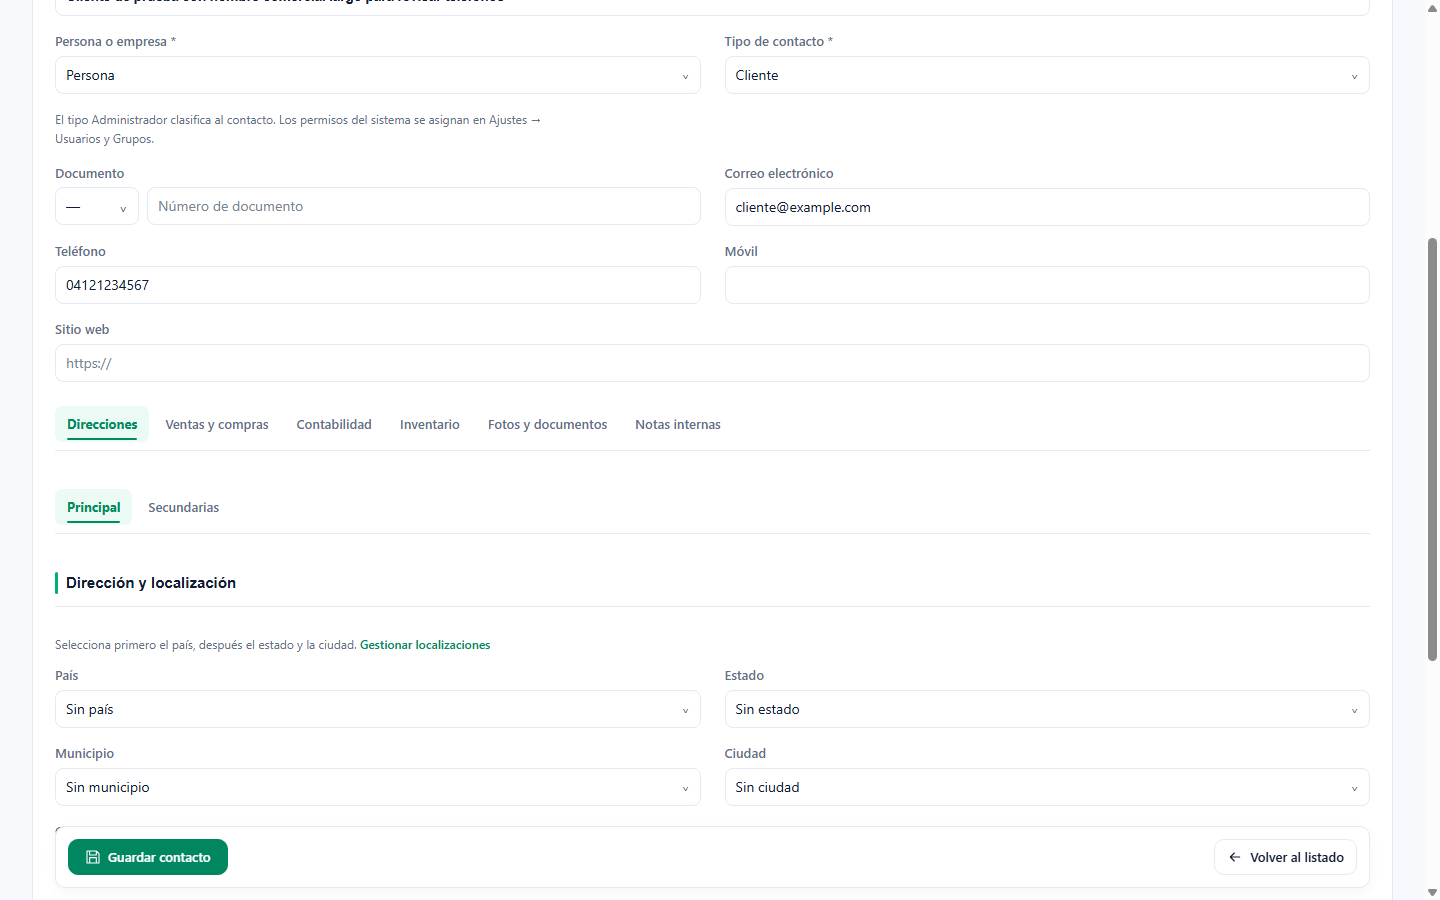 Persona o empresa *
Tipo de contacto *
Persona
Cliente
El tipo Administrador clasifica al contacto. Los permisos del sistema se asignan en Ajustes →
Usuarios y Grupos.
Documento
Correo electrónico
—
Número de documento
cliente@example.com
Teléfono
Móvil
04121234567
Sitio web
https://
Direcciones
Ventas y compras
Contabilidad
Inventario
Fotos y documentos
Notas internas
Principal
Secundarias
Dirección y localización
Selecciona primero el país, después el estado y la ciudad. Gestionar localizaciones
País
Estado
Sin país
Sin estado
Municipio
Ciudad
Sin municipio
Sin ciudad
Guardar contacto
← Volver al listado